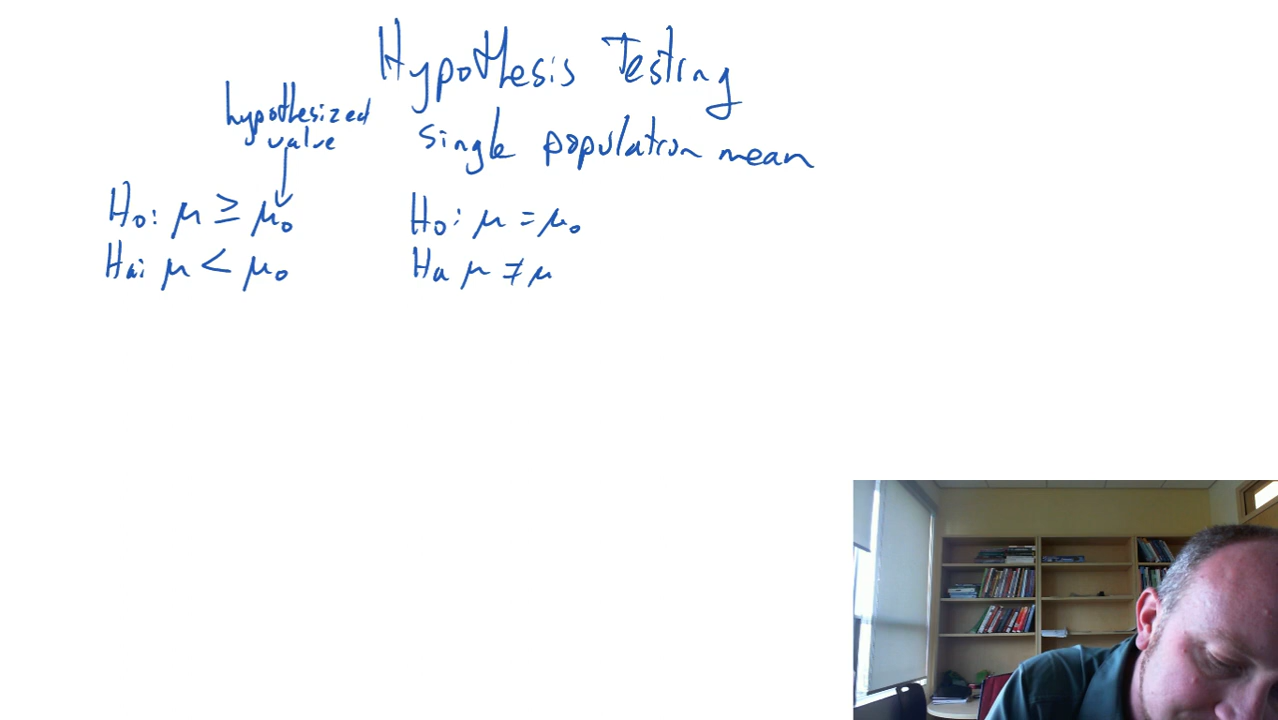 Hypothesis Testing
single population mean
hypothesized
value
H₀: μ ≥ μ₀
Ha: μ < μ₀
H₀: μ = μ₀
Ha μ ≠ μ